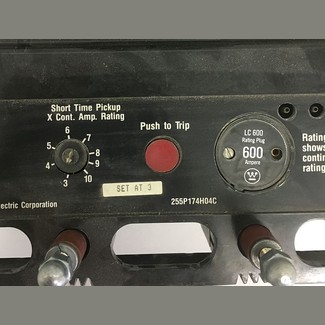 Short Time Pickup
X Cont. Amp. Rating
6
5 7
4 8
9
3 10
Push to Trip
SET AT 3
LC 600
Rating Plug
600
Ampere
W
Rating
shows
contin
rating
lectric Corporation
255P174H04C